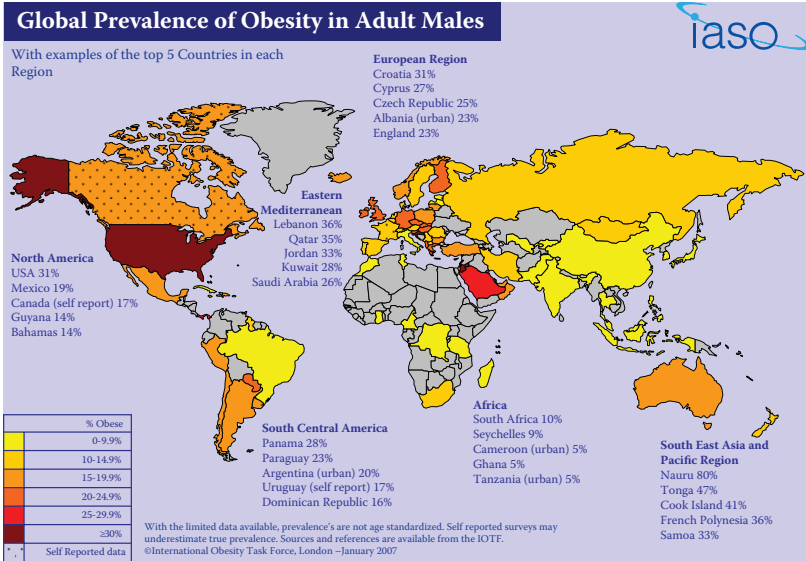 Global Prevalence of Obesity in Adult Males
iaso
With examples of the top 5 Countries in each
Region
European Region
Croatia 31%
Cyprus 27%
Czech Republic 25%
Albania (urban) 23%
England 23%
Eastern
Mediterranean
Lebanon 36%
Qatar 35%
Jordan 33%
Kuwait 28%
Saudi Arabia 26%
North America
USA 31%
Mexico 19%
Canada (self report) 17%
Guyana 14%
Bahamas 14%
South Central America
Panama 28%
Paraguay 23%
Argentina (urban) 20%
Uruguay (self report) 17%
Dominican Republic 16%
Africa
South Africa 10%
Seychelles 9%
Cameroon (urban) 5%
Ghana 5%
Tanzania (urban) 5%
South East Asia and
Pacific Region
Nauru 80%
Tonga 47%
Cook Island 41%
French Polynesia 36%
Samoa 33%
% Obese
0-9.9%
10-14.9%
15-19.9%
20-24.9%
25-29.9%
≥30%
Self Reported data
With the limited data available, prevalence's are not age standardized. Self reported surveys may
underestimate true prevalence. Sources and references are available from the IOTF.
©International Obesity Task Force, London –January 2007